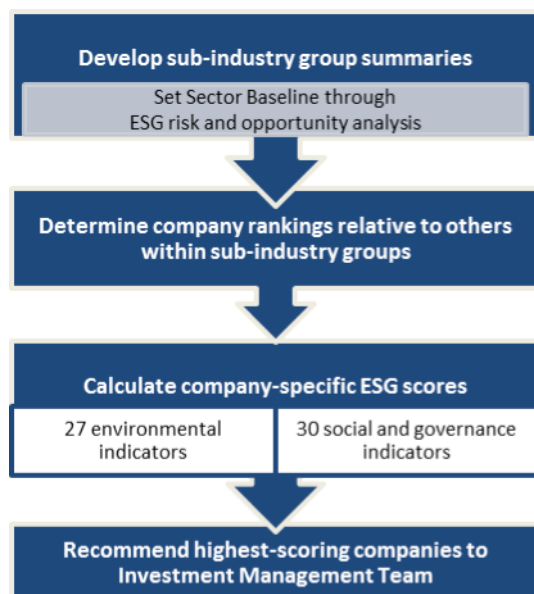 Develop sub-industry group summaries
Set Sector Baseline through
ESG risk and opportunity analysis
Determine company rankings relative to others
within sub-industry groups
Calculate company-specific ESG scores
27 environmental
indicators
30 social and governance
indicators
Recommend highest-scoring companies to
Investment Management Team